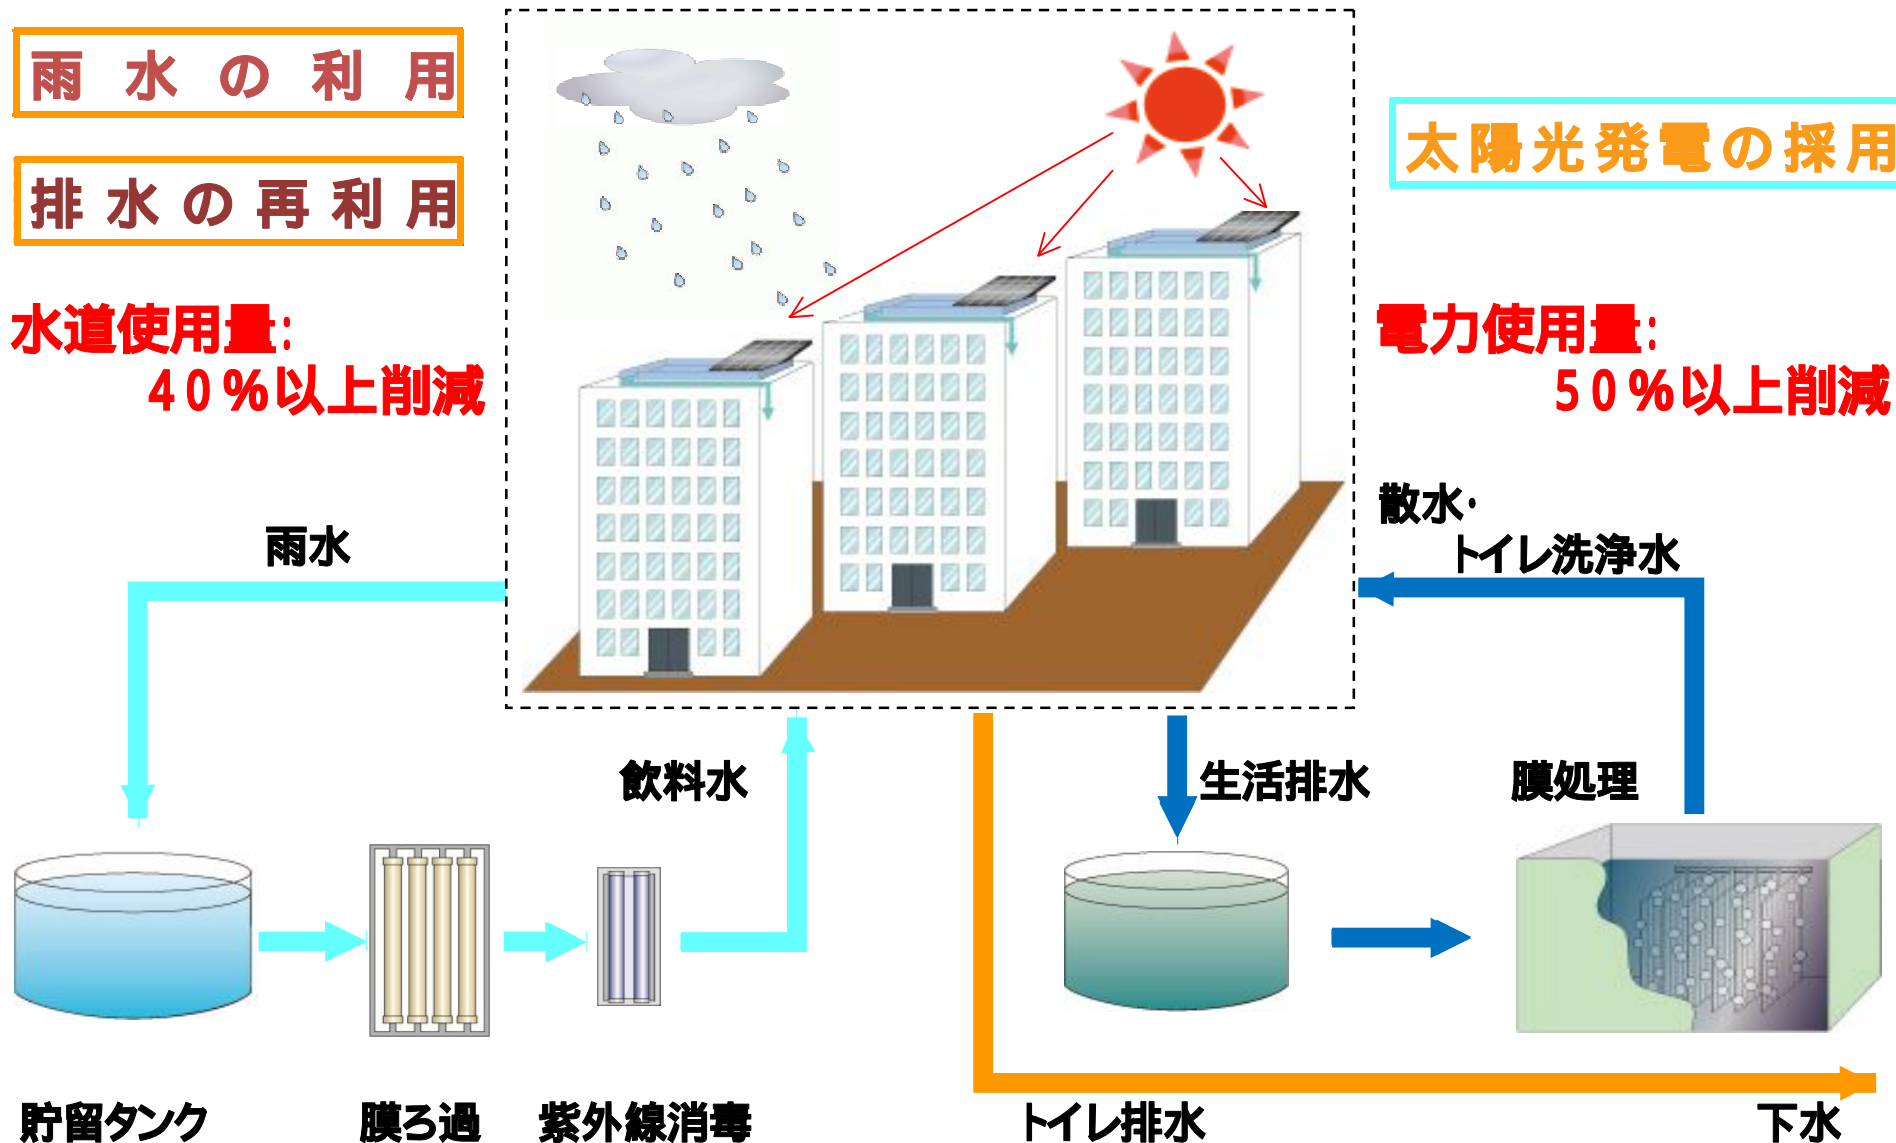 雨水の利用
排水の再利用
太陽光発電の採用
水道使用量:
40%以上削減
電力使用量:
50%以上削減
雨水
散水・
トイレ洗浄水
飲料水
生活排水
膜処理
貯留タンク
膜ろ過
紫外線消毒
トイレ排水
下水